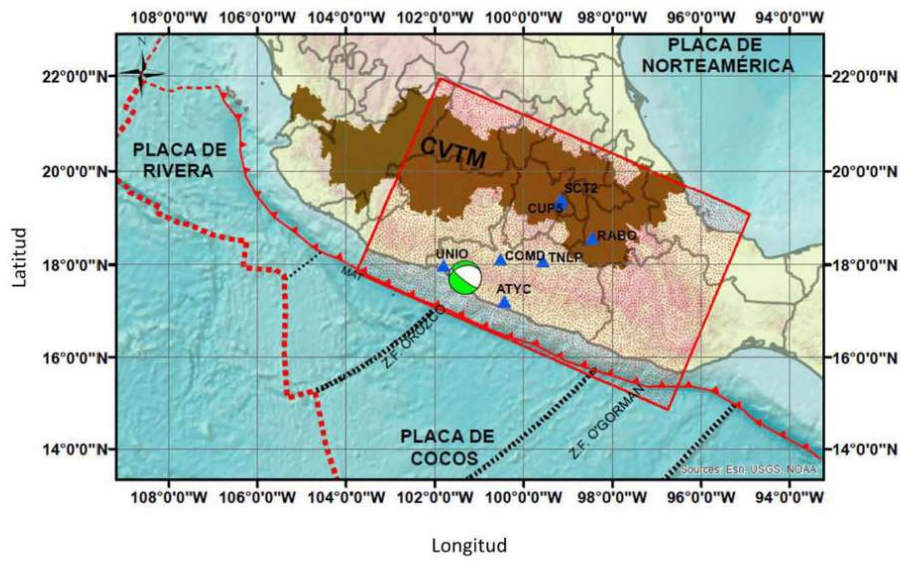 108°0'0"W 106°0'0"W 104°0'0"W 102°0'0"W 100°0'0"W 98°0'0"W 96°0'0"W 94°0'0"W
N
PLACA DE
NORTEAMÉRICA
22°0'0"N 22°0'0"N
PLACA DE
RIVERA
CVTM
20°0'0"N 20°0'0"N
SCT2
CUP5
RABO
UNIO COMD TNLP
18°0'0"N 18°0'0"N
MAT
ATYC
Z.F. OROZCO
16°0'0"N 16°0'0"N
Z.F. O'GORMAN
PLACA DE
COCOS
14°0'0"N 14°0'0"N
Sources: Esri, USGS, NOAA
108°0'0"W 106°0'0"W 104°0'0"W 102°0'0"W 100°0'0"W 98°0'0"W 96°0'0"W 94°0'0"W
Latitud
Longitud